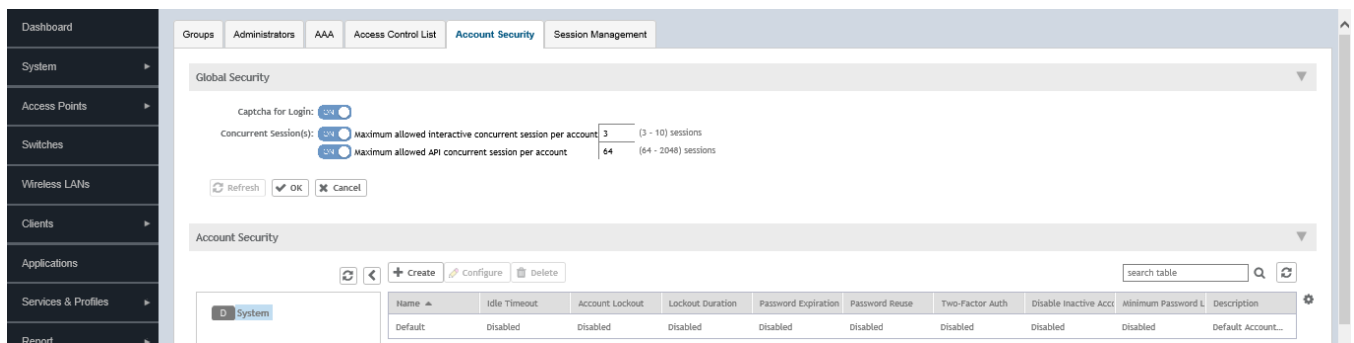 Dashboard
System
Access Points
Switches
Wireless LANs
Clients
Applications
Services & Profiles
Report
Groups Administrators AAA Access Control List Account Security Session Management
Global Security
Captcha for Login: ON
Concurrent Session(s): ON Maximum allowed interactive concurrent session per account 3 (3 - 10) sessions
ON Maximum allowed API concurrent session per account 64 (64 - 2048) sessions
Refresh OK Cancel
Account Security
Create Configure Delete search table
D System
Name Idle Timeout Account Lockout Lockout Duration Password Expiration Password Reuse Two-Factor Auth Disable Inactive Acco Minimum Password L Description
Default Disabled Disabled Disabled Disabled Disabled Disabled Disabled Disabled Default Account...